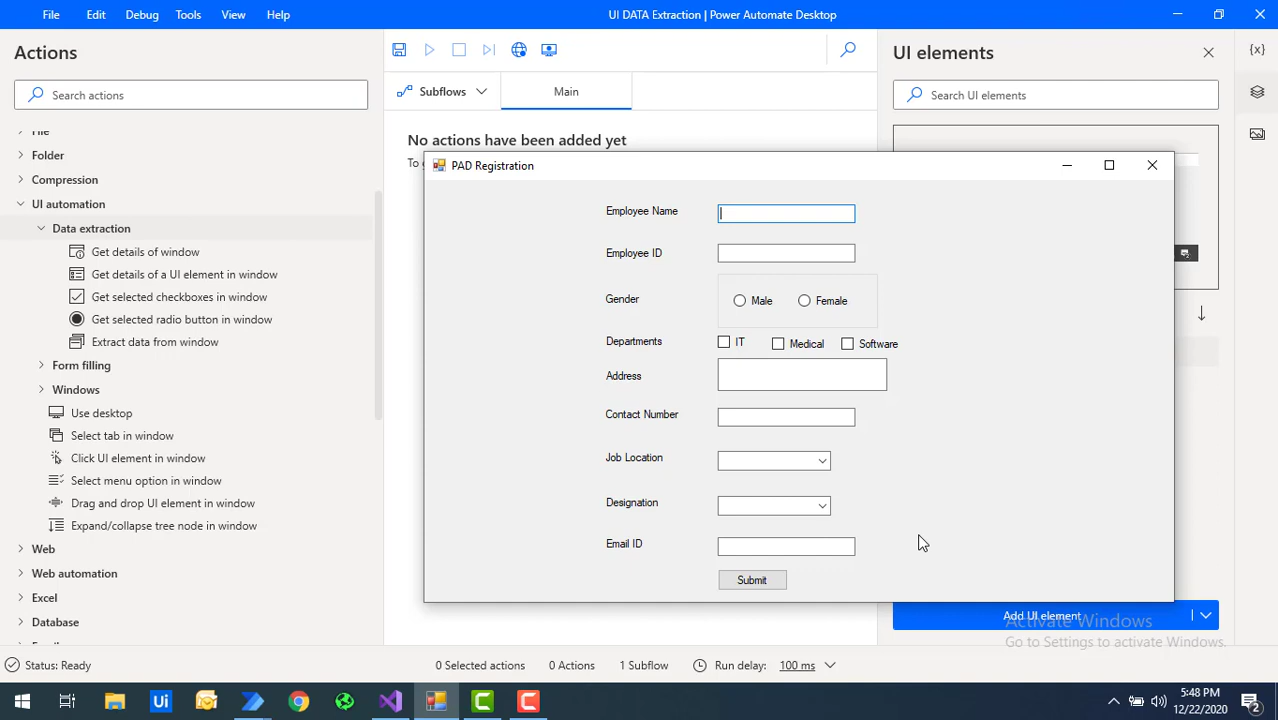 File Edit Debug Tools View Help
UI DATA Extraction | Power Automate Desktop
Actions
Search actions
File
Folder
Compression
UI automation
Data extraction
Get details of window
Get details of a UI element in window
Get selected checkboxes in window
Get selected radio button in window
Extract data from window
Form filling
Windows
Use desktop
Select tab in window
Click UI element in window
Select menu option in window
Drag and drop UI element in window
Expand/collapse tree node in window
Web
Web automation
Excel
Database
Subflows
Main
No actions have been added yet
PAD Registration
Employee Name
Employee ID
Gender
Male Female
Departments
IT Medical Software
Address
Contact Number
Job Location
Designation
Email ID
Submit
UI elements
{x}
Search UI elements
Add UI element
Activate Windows
Go to Settings to activate Windows.
Status: Ready
0 Selected actions
0 Actions
1 Subflow
Run delay:
100 ms
Ui
5:48 PM
12/22/2020
2